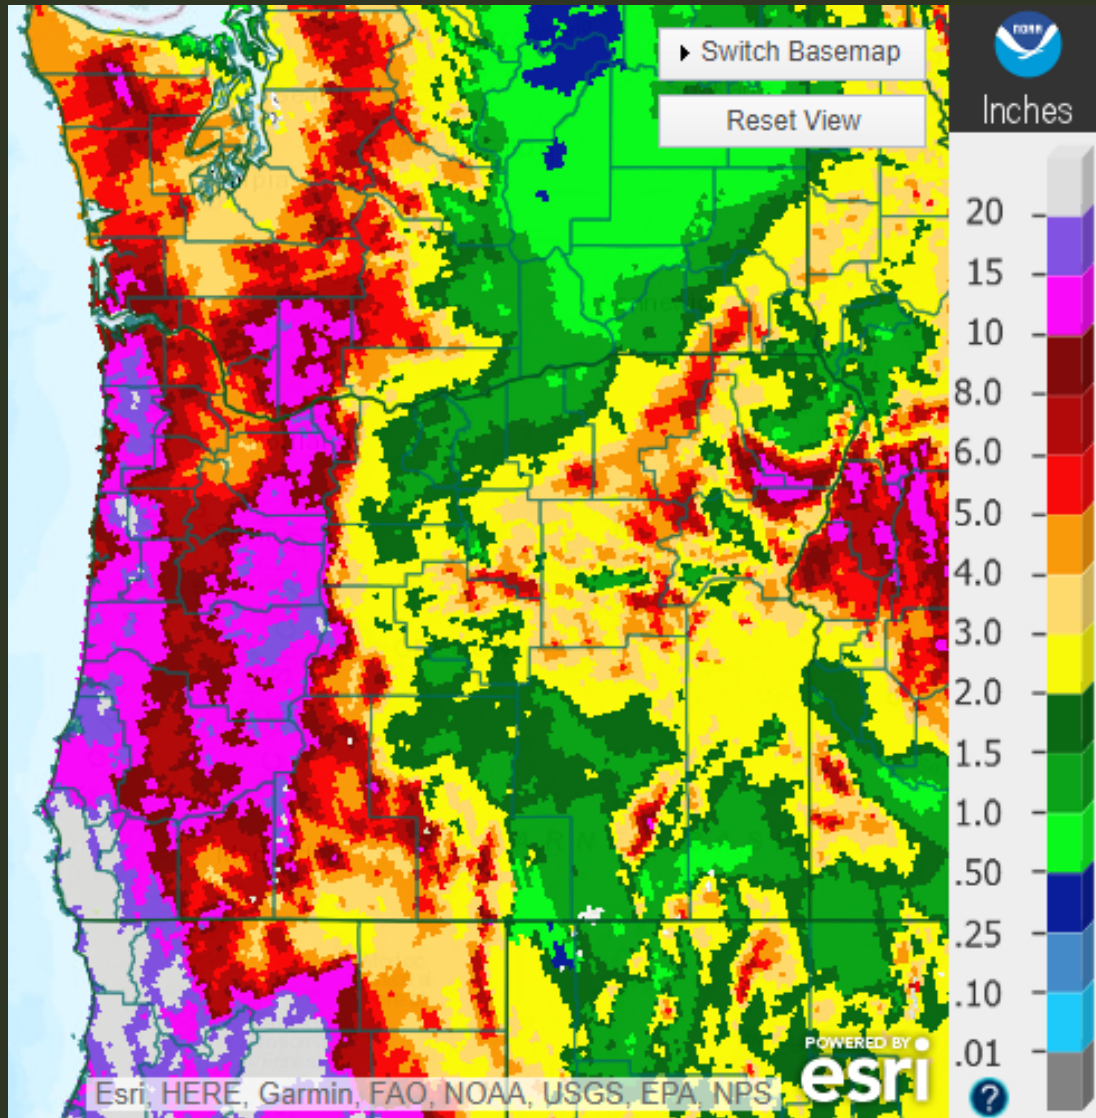 Switch Basemap
Reset View
NOAA
Inches
20
15
10
8.0
6.0
5.0
4.0
3.0
2.0
1.5
1.0
.50
.25
.10
.01
?
POWERED BY
esri
Esri, HERE, Garmin, FAO, NOAA, USGS, EPA, NPS,